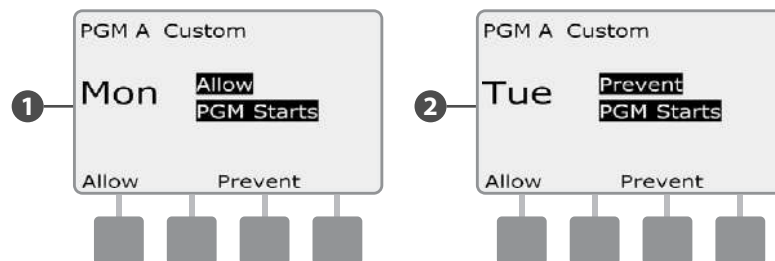 PGM A Custom
1
Mon
Allow
PGM Starts
Allow Prevent
PGM A Custom
2
Tue
Prevent
PGM Starts
Allow Prevent